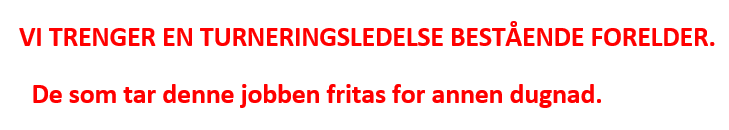 VI TRENGER EN TURNERINGSLEDELSE BESTÅENDE FORELDER.
De som tar denne jobben fritas for annen dugnad.